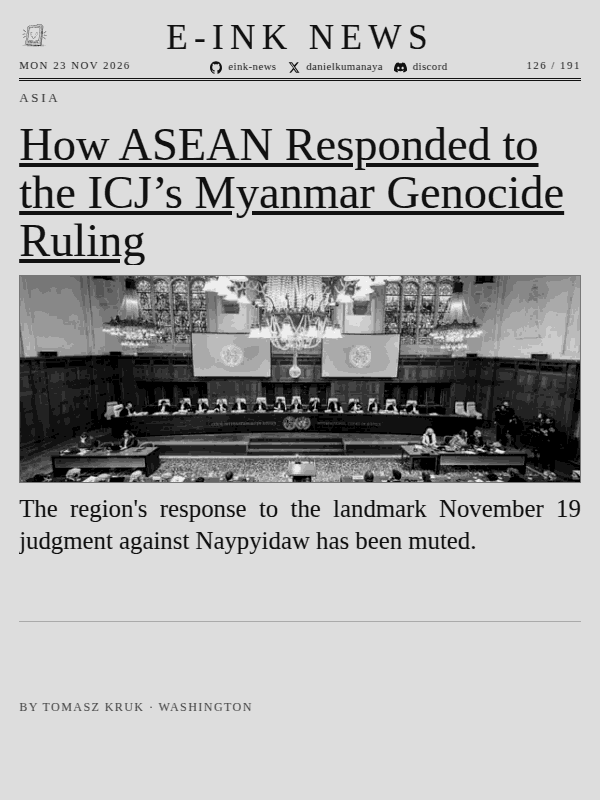 E-INK NEWS
MON 23 NOV 2026
eink-news
danielkumanaya
discord
126 / 191
ASIA
How ASEAN Responded to
the ICJ’s Myanmar Genocide
Ruling
The region's response to the landmark November 19
judgment against Naypyidaw has been muted.
BY TOMASZ KRUK · WASHINGTON